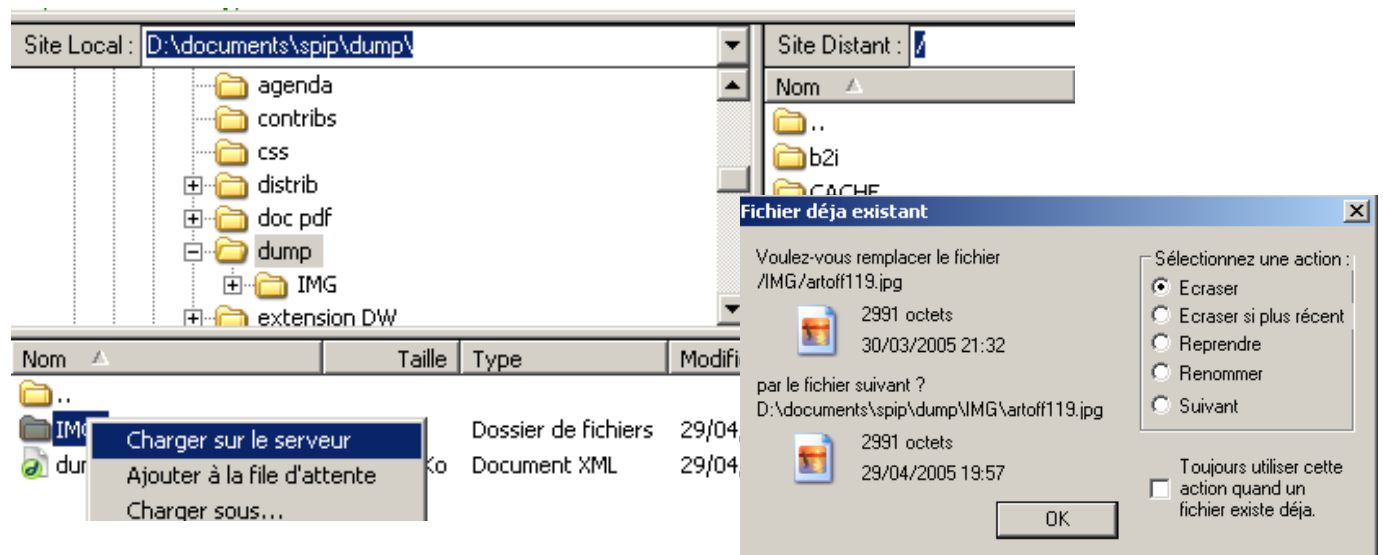 Site Local : D:\documents\spip\dump\
agenda
contribs
css
distrib
doc pdf
dump
IMG
extension DW
Nom Taille Type Modifi
..
IM Dossier de fichiers 29/04
du Ko Document XML 29/04
Charger sur le serveur
Ajouter à la file d'attente
Charger sous...
Site Distant : /
Nom
..
b2i
CACHE
Fichier déja existant
Voulez-vous remplacer le fichier
/IMG/artoff119.jpg
2991 octets
30/03/2005 21:32
par le fichier suivant ?
D:\documents\spip\dump\IMG\artoff119.jpg
2991 octets
29/04/2005 19:57
OK
Sélectionnez une action :
Ecraser
Ecraser si plus récent
Reprendre
Renommer
Suivant
Toujours utiliser cette
action quand un
fichier existe déja.